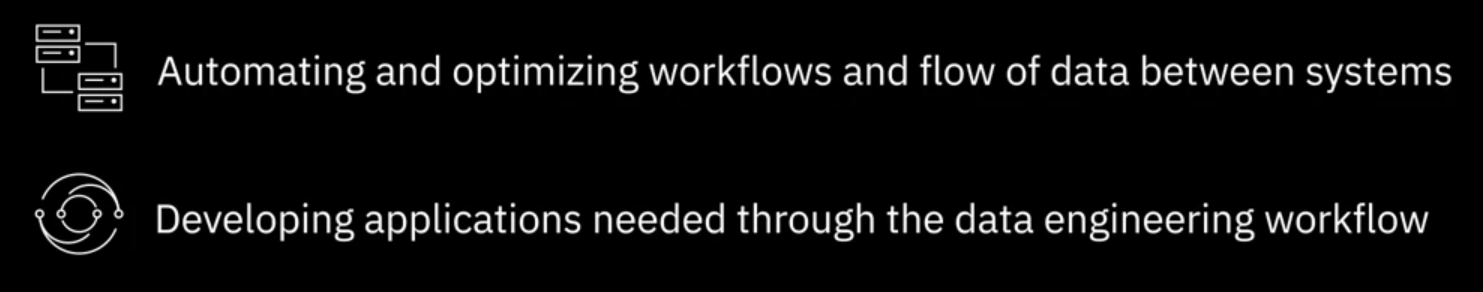 Automating and optimizing workflows and flow of data between systems
Developing applications needed through the data engineering workflow